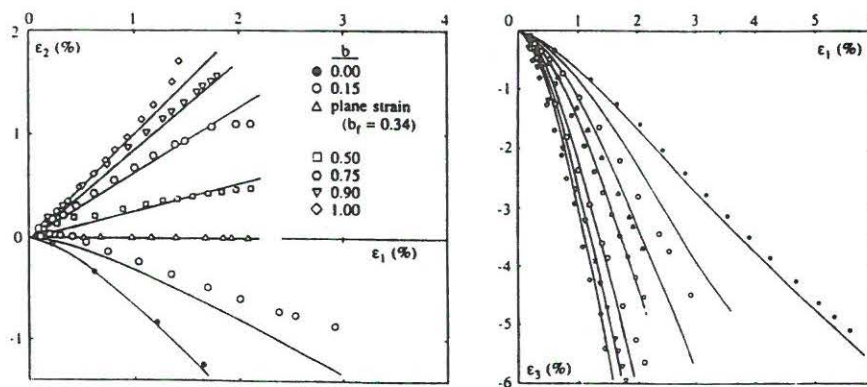 0 1 2 3 4
2
1
0
-1
ε₂ (%)
ε₁ (%)
b
0.00
0.15
plane strain
(b_f = 0.34)
0.50
0.75
0.90
1.00
0 1 2 3 4 5
ε₁ (%)
-1
-2
-3
-4
-5
-6
ε₃ (%)